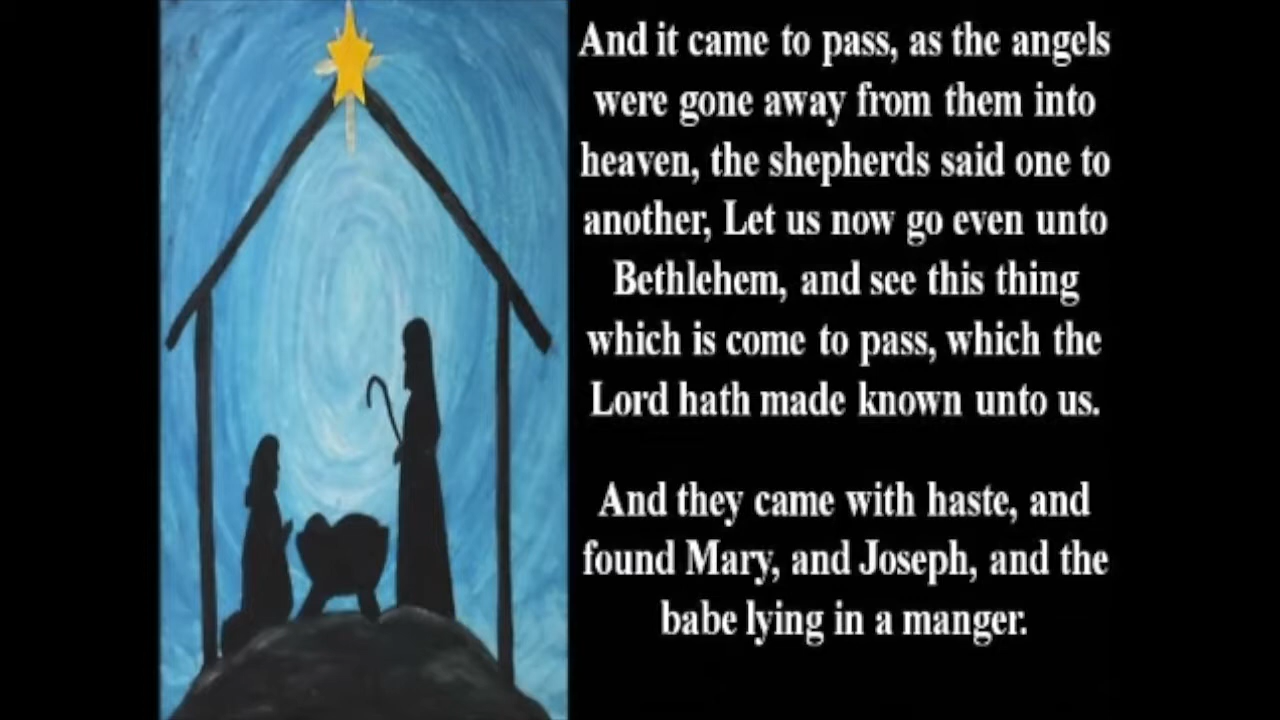 And it came to pass, as the angels
were gone away from them into
heaven, the shepherds said one to
another, Let us now go even unto
Bethlehem, and see this thing
which is come to pass, which the
Lord hath made known unto us.
And they came with haste, and
found Mary, and Joseph, and the
babe lying in a manger.